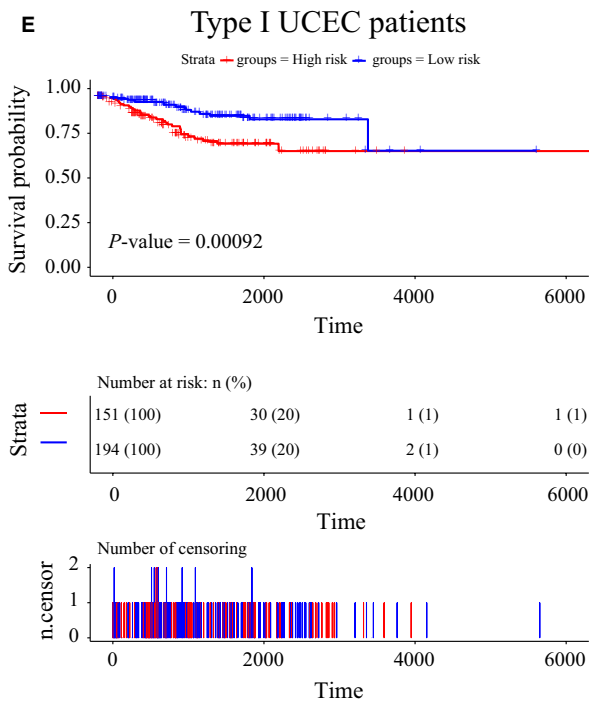 E
Type I UCEC patients
Strata groups = High risk groups = Low risk
Survival probability
1.00
0.75
0.50
0.25
0.00
P-value = 0.00092
0 2000 4000 6000
Time
Number at risk: n (%)
Strata
151 (100) 30 (20) 1 (1) 1 (1)
194 (100) 39 (20) 2 (1) 0 (0)
0 2000 4000 6000
Time
Number of censoring
n.censor
2
1
0
0 2000 4000 6000
Time